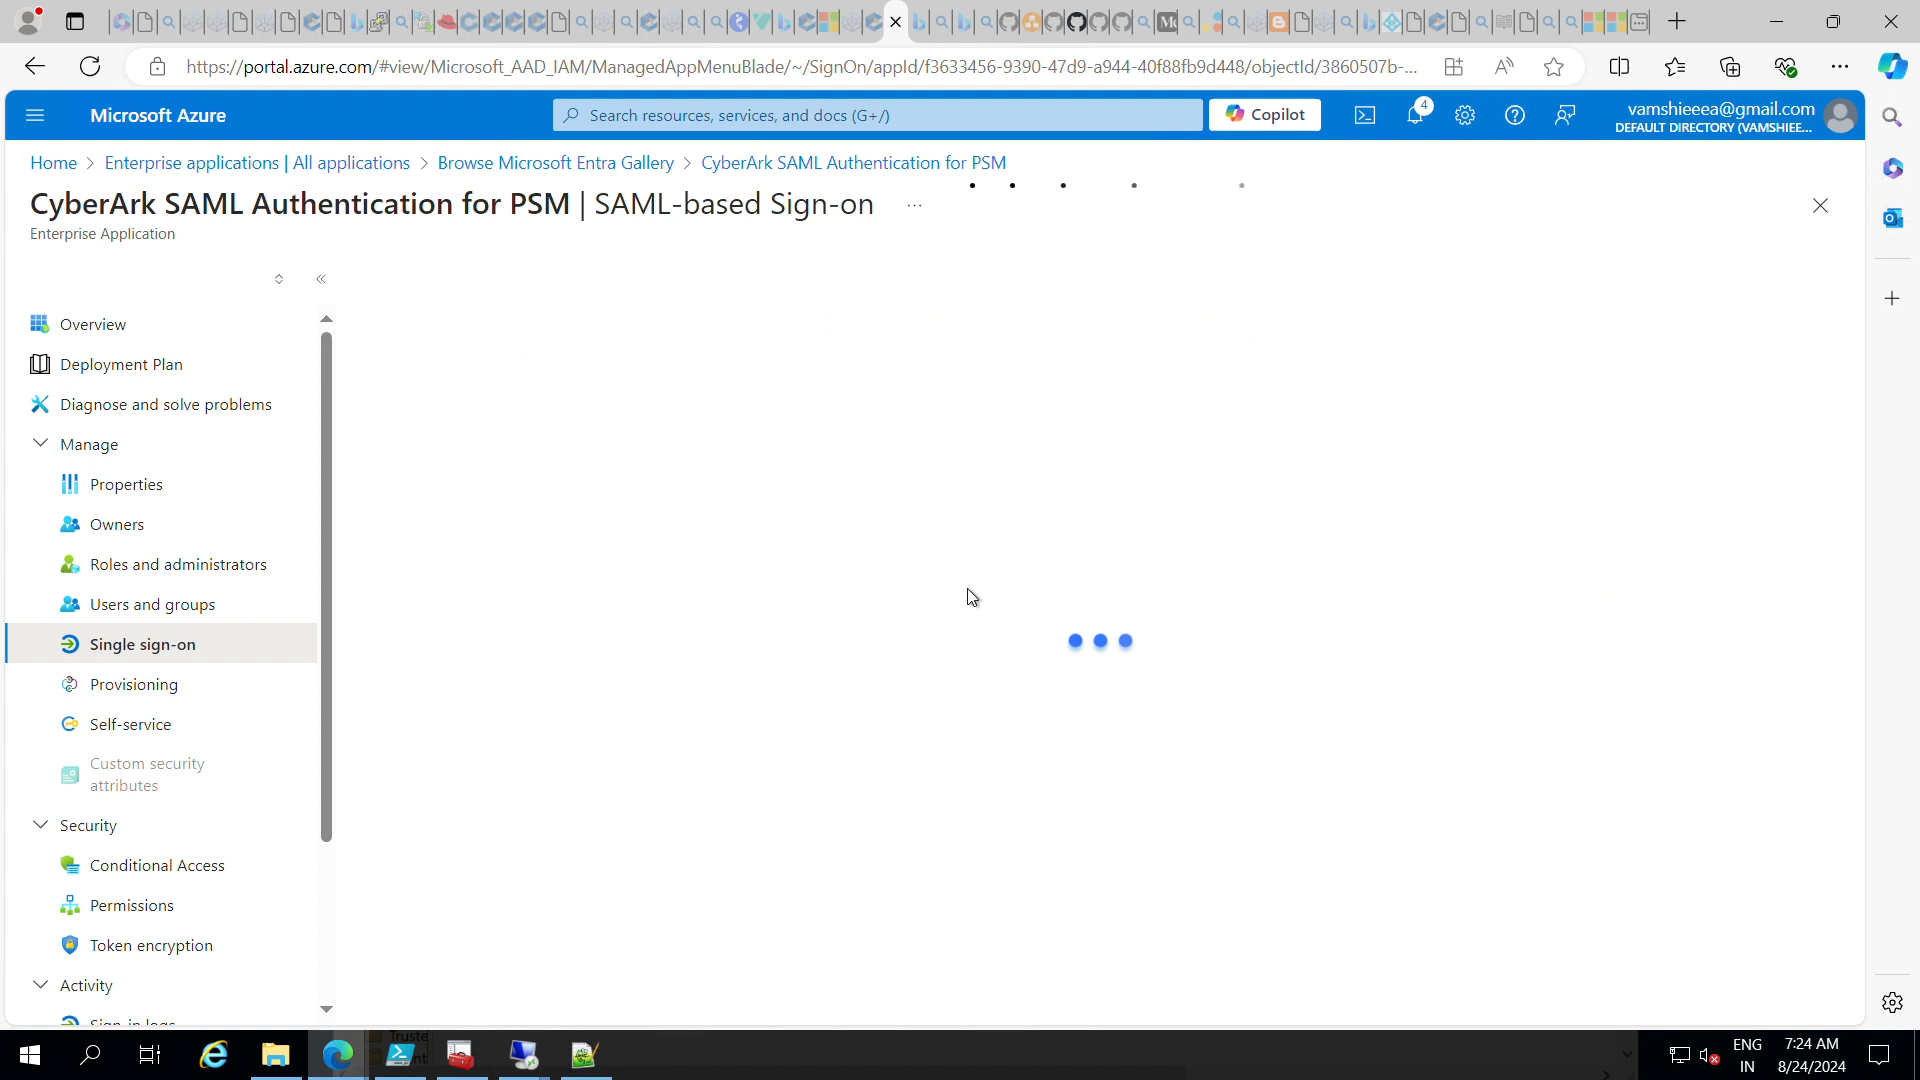 https://portal.azure.com/#view/Microsoft_AAD_IAM/ManagedAppMenuBlade/~/SignOn/appId/f3633456-9390-47d9-a944-40f88fb9d448/objectId/3860507b-...
Microsoft Azure
Search resources, services, and docs (G+/)
Copilot
4
vamshieeea@gmail.com
DEFAULT DIRECTORY (VAMSHIEE...
Home > Enterprise applications | All applications > Browse Microsoft Entra Gallery > CyberArk SAML Authentication for PSM
CyberArk SAML Authentication for PSM | SAML-based Sign-on ...
Enterprise Application
Overview
Deployment Plan
Diagnose and solve problems
Manage
Properties
Owners
Roles and administrators
Users and groups
Single sign-on
Provisioning
Self-service
Custom security
attributes
Security
Conditional Access
Permissions
Token encryption
Activity
Sign-in logs
ENG
IN
7:24 AM
8/24/2024